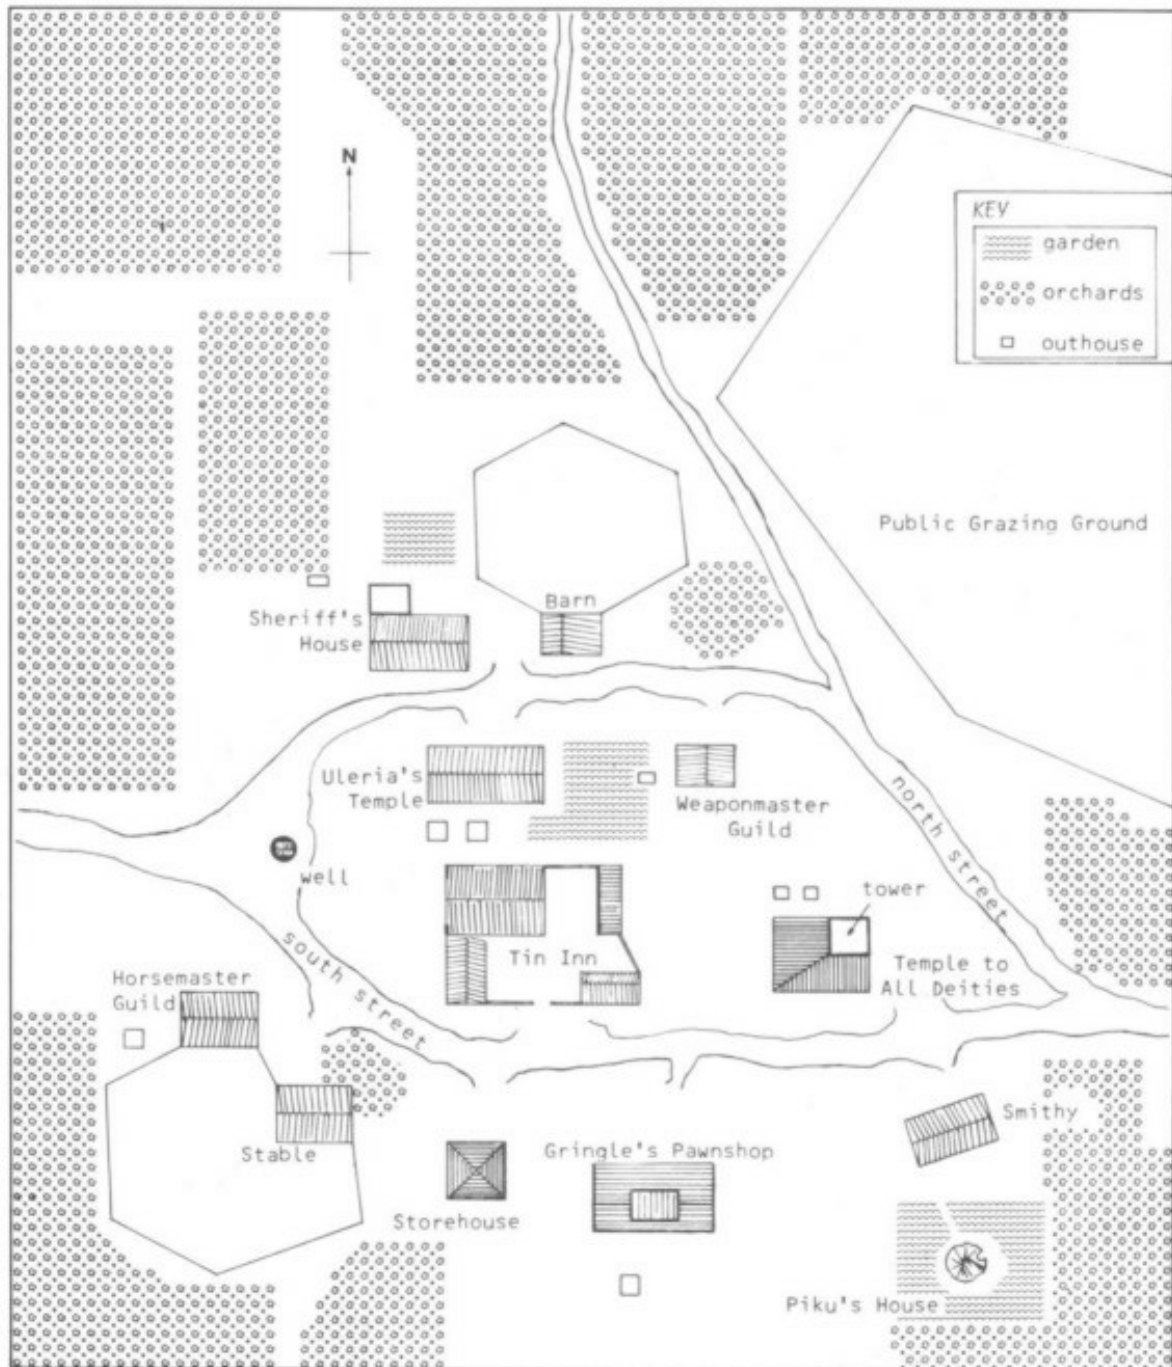 N
KEY
garden
orchards
outhouse
Public Grazing Ground
Barn
Sheriff's
House
Uleria's
Temple
Weaponmaster
Guild
north street
well
tower
south street
Tin Inn
Temple to
All Deities
Horsemaster
Guild
Smithy
Stable
Gringle's Pawnshop
Storehouse
Piku's House